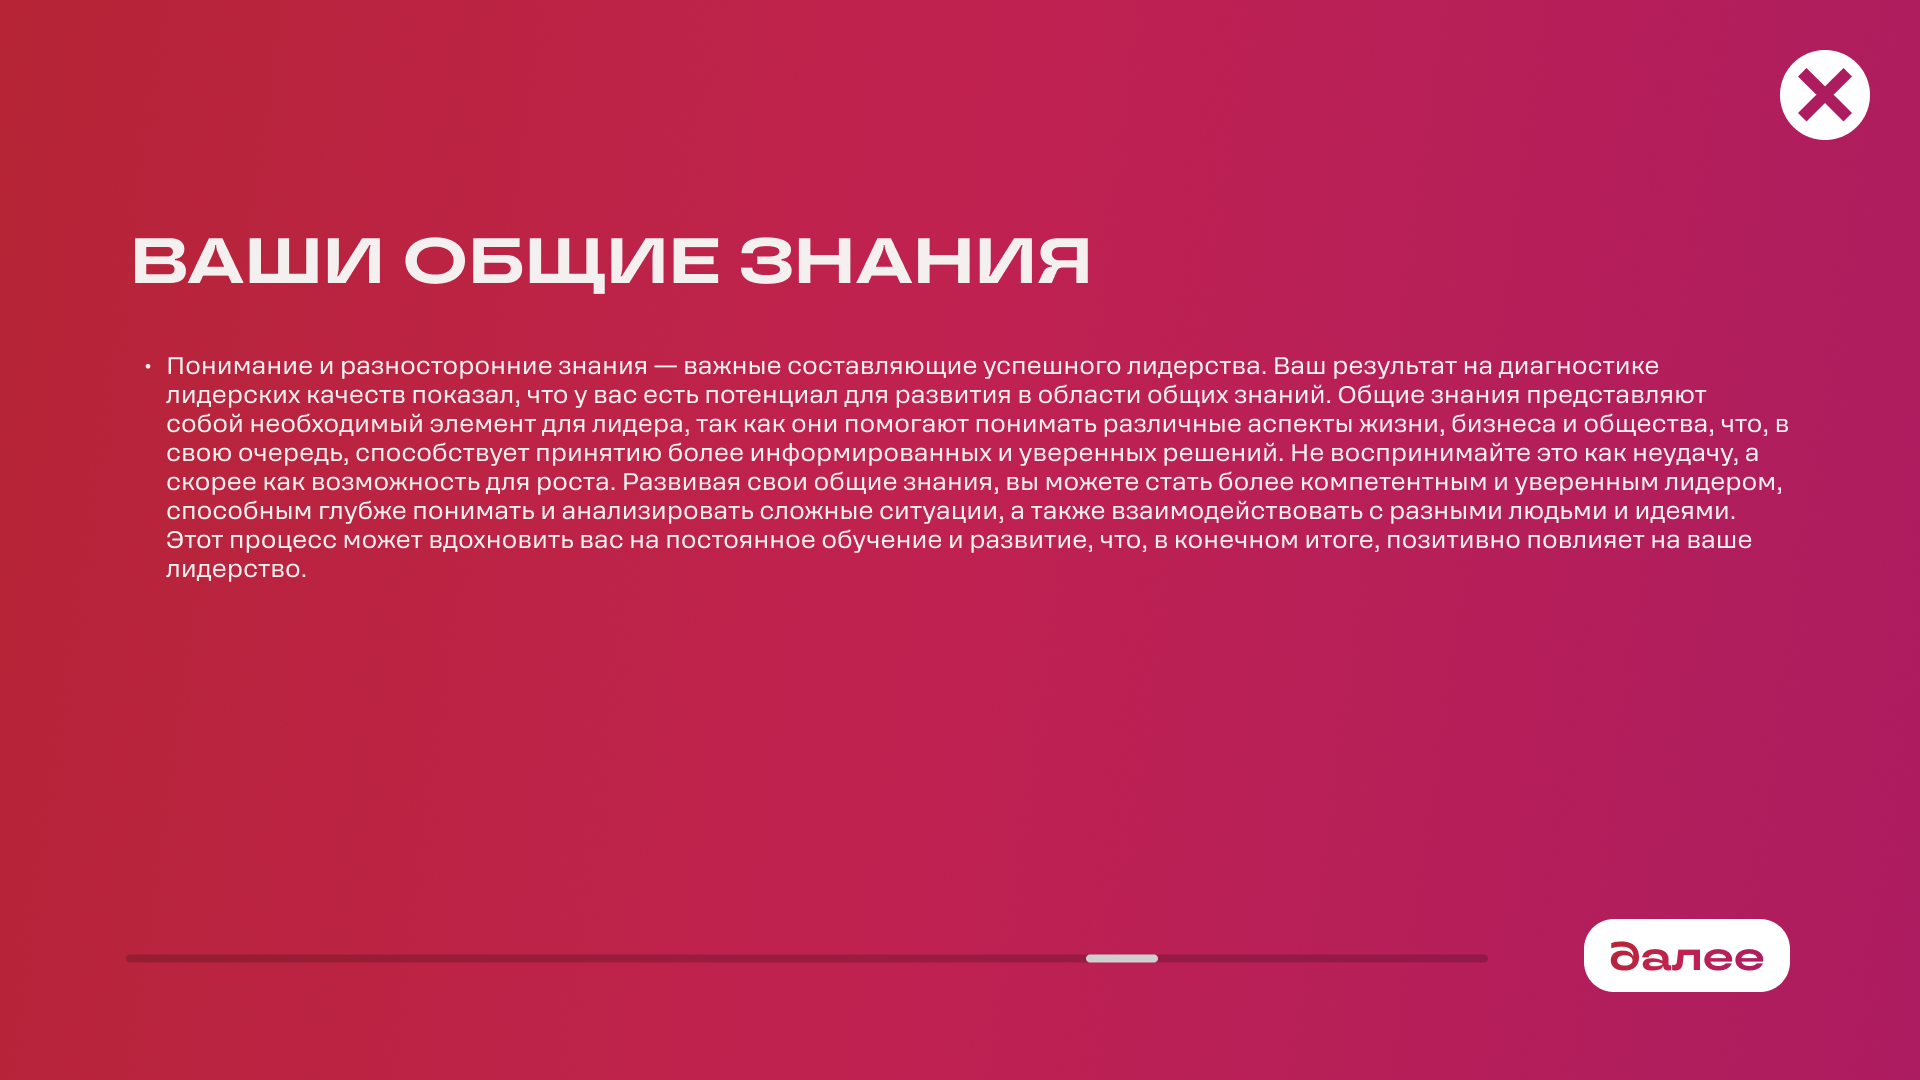 ВАШИ ОБЩИЕ ЗНАНИЯ
• Понимание и разносторонние знания — важные составляющие успешного лидерства. Ваш результат на диагностике
лидерских качеств показал, что у вас есть потенциал для развития в области общих знаний. Общие знания представляют
собой необходимый элемент для лидера, так как они помогают понимать различные аспекты жизни, бизнеса и общества, что, в
свою очередь, способствует принятию более информированных и уверенных решений. Не воспринимайте это как неудачу, а
скорее как возможность для роста. Развивая свои общие знания, вы можете стать более компетентным и уверенным лидером,
способным глубже понимать и анализировать сложные ситуации, а также взаимодействовать с разными людьми и идеями.
Этот процесс может вдохновить вас на постоянное обучение и развитие, что, в конечном итоге, позитивно повлияет на ваше
лидерство.
далее